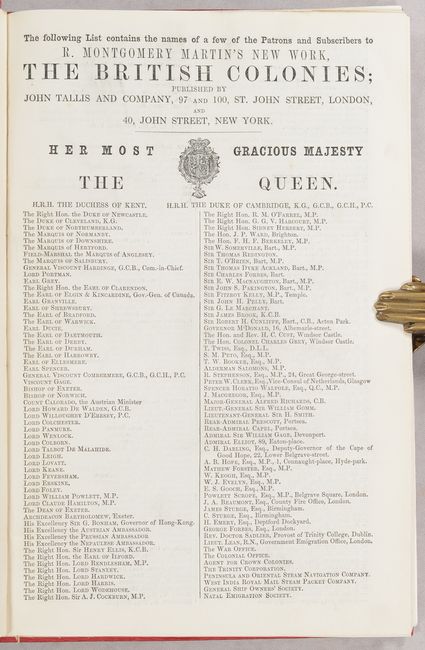 The following List contains the names of a few of the Patrons and Subscribers to
R. MONTGOMERY MARTIN'S NEW WORK,
THE BRITISH COLONIES;
PUBLISHED BY
JOHN TALLIS AND COMPANY, 97 AND 100, ST. JOHN STREET, LONDON,
AND
40, JOHN STREET, NEW YORK.
HER MOST GRACIOUS MAJESTY
THE QUEEN.
H.R.H. THE DUCHESS OF KENT.
H.R.H. THE DUKE OF CAMBRIDGE, K.G., G.C.B., G.C.H., P.C.
The Right Hon. the DUKE OF NEWCASTLE.
The DUKE OF CLEVELAND, K.G.
The DUKE OF NORTHUMBERLAND.
The MARQUIS OF NORMANBY.
The MARQUIS OF DOWNSHIRE.
The MARQUIS OF HERTFORD.
FIELD-MARSHAL the MARQUIS OF ANGLESEY.
The MARQUIS OF SALISBURY.
GENERAL VISCOUNT HARDINGE, G.C.B., Com.-in-Chief.
LORD PORTMAN.
EARL GREY.
The Right Hon. the EARL OF CLARENDON.
The EARL OF ELGIN & KINCARDINE, Gov.-Gen. of Canada.
EARL GRANVILLE.
EARL OF SHREWSBURY.
The EARL OF BRADFORD.
The EARL OF WARWICK.
EARL DUCIE.
The EARL OF DARTMOUTH.
The EARL OF DERBY.
The EARL OF DURHAM.
The EARL OF HARROWBY.
EARL OF ELLESMERE.
EARL SPENCER.
GENERAL VISCOUNT COMBERMERE, G.C.B., G.C.H., P.C.
VISCOUNT GAGE.
BISHOP OF EXETER.
BISHOP OF NORWICH.
COUNT COLOREDO, the Austrian Minister
LORD HOWARD DE WALDEN, G.C.B.
LORD WILLOUGHBY D'ERESBY, P.C.
LORD COLCHESTER.
LORD PANMURE.
LORD WENLOCK.
LORD COLBORN.
LORD TALBOT DE MALAHIDE.
LORD LEIGH.
LORD LOVATT.
LORD KEANE.
LORD FEVERSHAM.
LORD ERSKINE.
LORD FOLEY.
LORD WILLIAM POWLETT, M.P.
LORD CLAUDE HAMILTON, M.P.
The DEAN OF EXETER.
ARCHDEACON BARTHOLOMEW, Exeter.
His Excellency SIR G. BONHAM, Governor of Hong-Kong.
His Excellency the AUSTRIAN AMBASSADOR.
His Excellency the PRUSSIAN AMBASSADOR
His Excellency the NEPAULESE AMBASSADOR.
The Right Hon. SIR HENRY ELLIS, K.C.B.
The Right Hon. the EARL OF ILFORD.
The Right Hon. LORD RENDLESHAM, M.P.
The Right Hon. LORD STANLEY.
The Right Hon. LORD HARDWICK.
The Right Hon. LORD HARRIS.
The Right Hon. LORD WODEHOUSE.
The Right Hon. SIR A. J. COCKBURN, M.P.
The Right Hon. R. M. O'FARREL, M.P.
The Right Hon. G. G. V. HARCOURT, M.P.
The Right Hon. SIDNEY HERBERT, M.P.
The Hon. J. P. WARD, Brighton.
The Hon. F. H. F. BERKELEY, M.P.
SIR W. SOMERVILLE, Bart., M.P.
SIR THOMAS REDINGTON.
SIR T. O'BRIEN, Bart., M.P.
SIR THOMAS DYKE ACKLAND, Bart., M.P.
SIR CHARLES FORBES, Bart.
SIR E. W. MACNAUGHTON, Bart., M.P.
SIR JOHN S. PAKINGTON, Bart., M.P.
SIR FITZROY KELLY, M.P., Temple.
SIR JOHN H. PELLY, Bart.
SIR G. LE MARCHANT.
SIR JAMES BROOK, K.C.B.
SIR ROBERT H. CUNLIFFE, Bart., C.B., Acton Park.
GOVERNOR M'DONALD, 16, Albemarle-street.
The Hon. and Rev. H. C. CUST, Windsor Castle.
The Hon. COLONEL CHARLES GREY, Windsor Castle.
T. TWISS, Esq., D.L.L.
S. M. PETO, Esq., M.P.
T. W. BOOKER, Esq., M.P.
ALDERMAN SALOMONS, M.P.
R. STEPHENSON, Esq., M.P., 24, Great George-street.
PETER W. CLERK, Esq., Vice-Consul of Netherlands, Glasgow
SPENCER HORATIO WALPOLE, Esq., Q.C., M.P.
J. MACGREGOR, Esq., M.P.
MAJOR-GENERAL ALFRED RICHARDS, C.B.
LIEUT.-GENERAL SIR WILLIAM GOMM.
LIEUTENANT-GENERAL SIR H. SMITH.
REAR-ADMIRAL PRESCOTT, Portsea.
REAR-ADMIRAL CAPEL, Portsea.
ADMIRAL SIR WILLIAM GAGE, Devonport.
ADMIRAL ELLIOT, 89, Eaton-place.
C. H. DARLING, Esq., Deputy-Governor of the Cape of
Good Hope, 22, Lower Belgrave-street.
A. B. HOPE, Esq., M.P., 1, Connaught-place, Hyde-park.
MATHEW FORSTER, Esq., M.P.
W. KEOGH, Esq., M.P.
W. J. EVELYN, Esq., M.P.
E. S. GOOCH, Esq., M.P.
POWLETT SCROPE, Esq., M.P., Belgrave Square, London.
J. A. BEAUMONT, Esq., County Fire Office, London.
JAMES STURGE, Esq., Birmingham.
C. STURGE, Esq., Birmingham.
H. EMERY, Esq., Deptford Dockyard.
GEORGE FORBES, Esq., London.
REV. DOCTOR SADLIER, Provost of Trinity College, Dublin.
LIEUT. LEAN, R.N., Government Emigration Office, London.
THE WAR OFFICE.
THE COLONIAL OFFICE.
AGENT FOR CROWN COLONIES.
THE TRINITY CORPORATION.
PENINSULA AND ORIENTAL STEAM NAVIGATION COMPANY.
WEST INDIA ROYAL MAIL STEAM PACKET COMPANY.
GENERAL SHIP OWNERS' SOCIETY.
NATAL EMIGRATION SOCIETY.